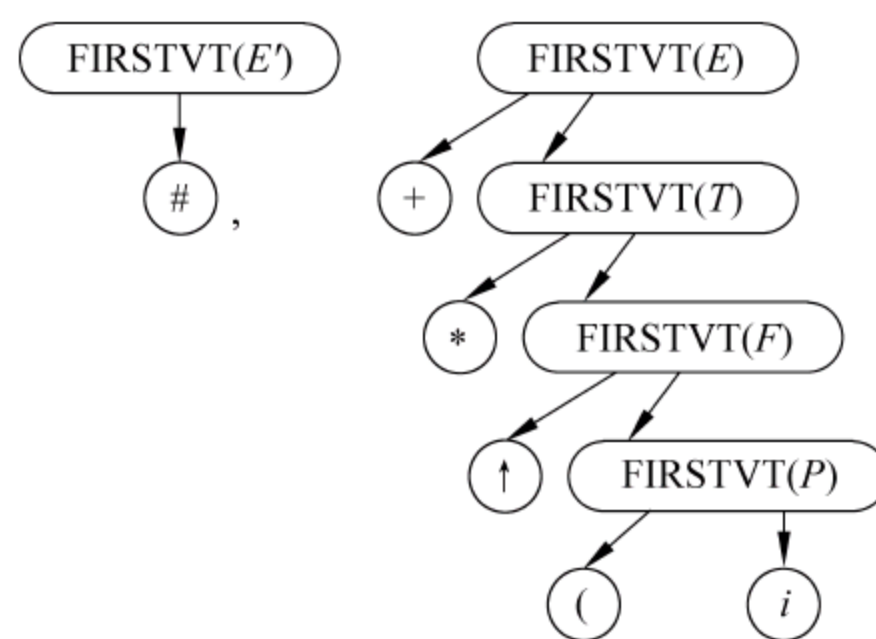 FIRSTVT(E′) FIRSTVT(E)
# , + FIRSTVT(T)
* FIRSTVT(F)
↑ FIRSTVT(P)
( i